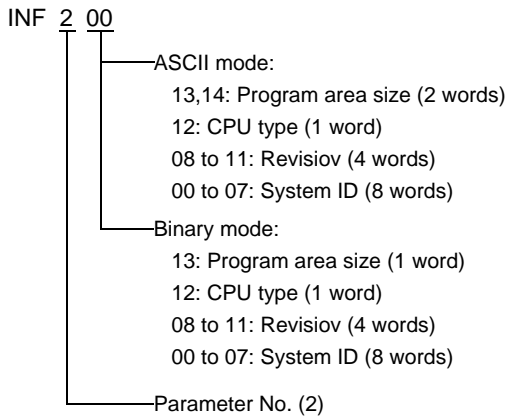 INF 2 00
ASCII mode:
13,14: Program area size (2 words)
12: CPU type (1 word)
08 to 11: Revisiov (4 words)
00 to 07: System ID (8 words)
Binary mode:
13: Program area size (1 word)
12: CPU type (1 word)
08 to 11: Revisiov (4 words)
00 to 07: System ID (8 words)
Parameter No. (2)